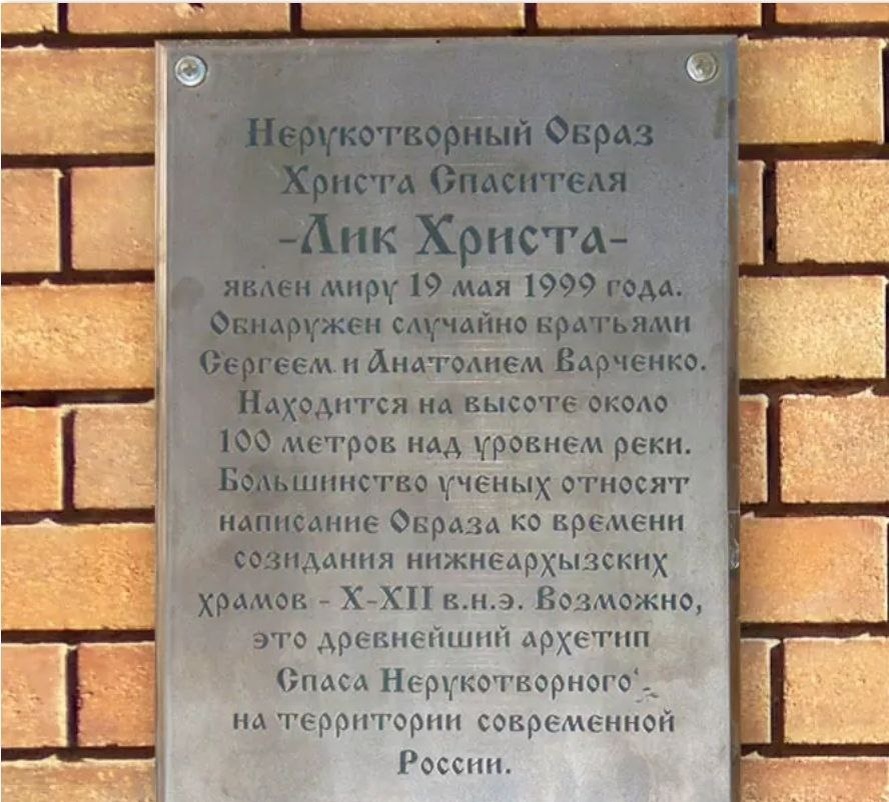 Нерукотворный Образ
Христа Спасителя
-Лик Христа-
явлен миру 19 мая 1999 года.
Обнаружен случайно братьями
Сергеем и Анатолием Варченко.
Находится на высоте около
100 метров над уровнем реки.
Большинство ученых относят
написание Образа ко времени
созидания нижнеархызских
храмов - X-XII в.н.э. Возможно,
это древнейший архетип
Спаса Нерукотворного
на территории современной
России.